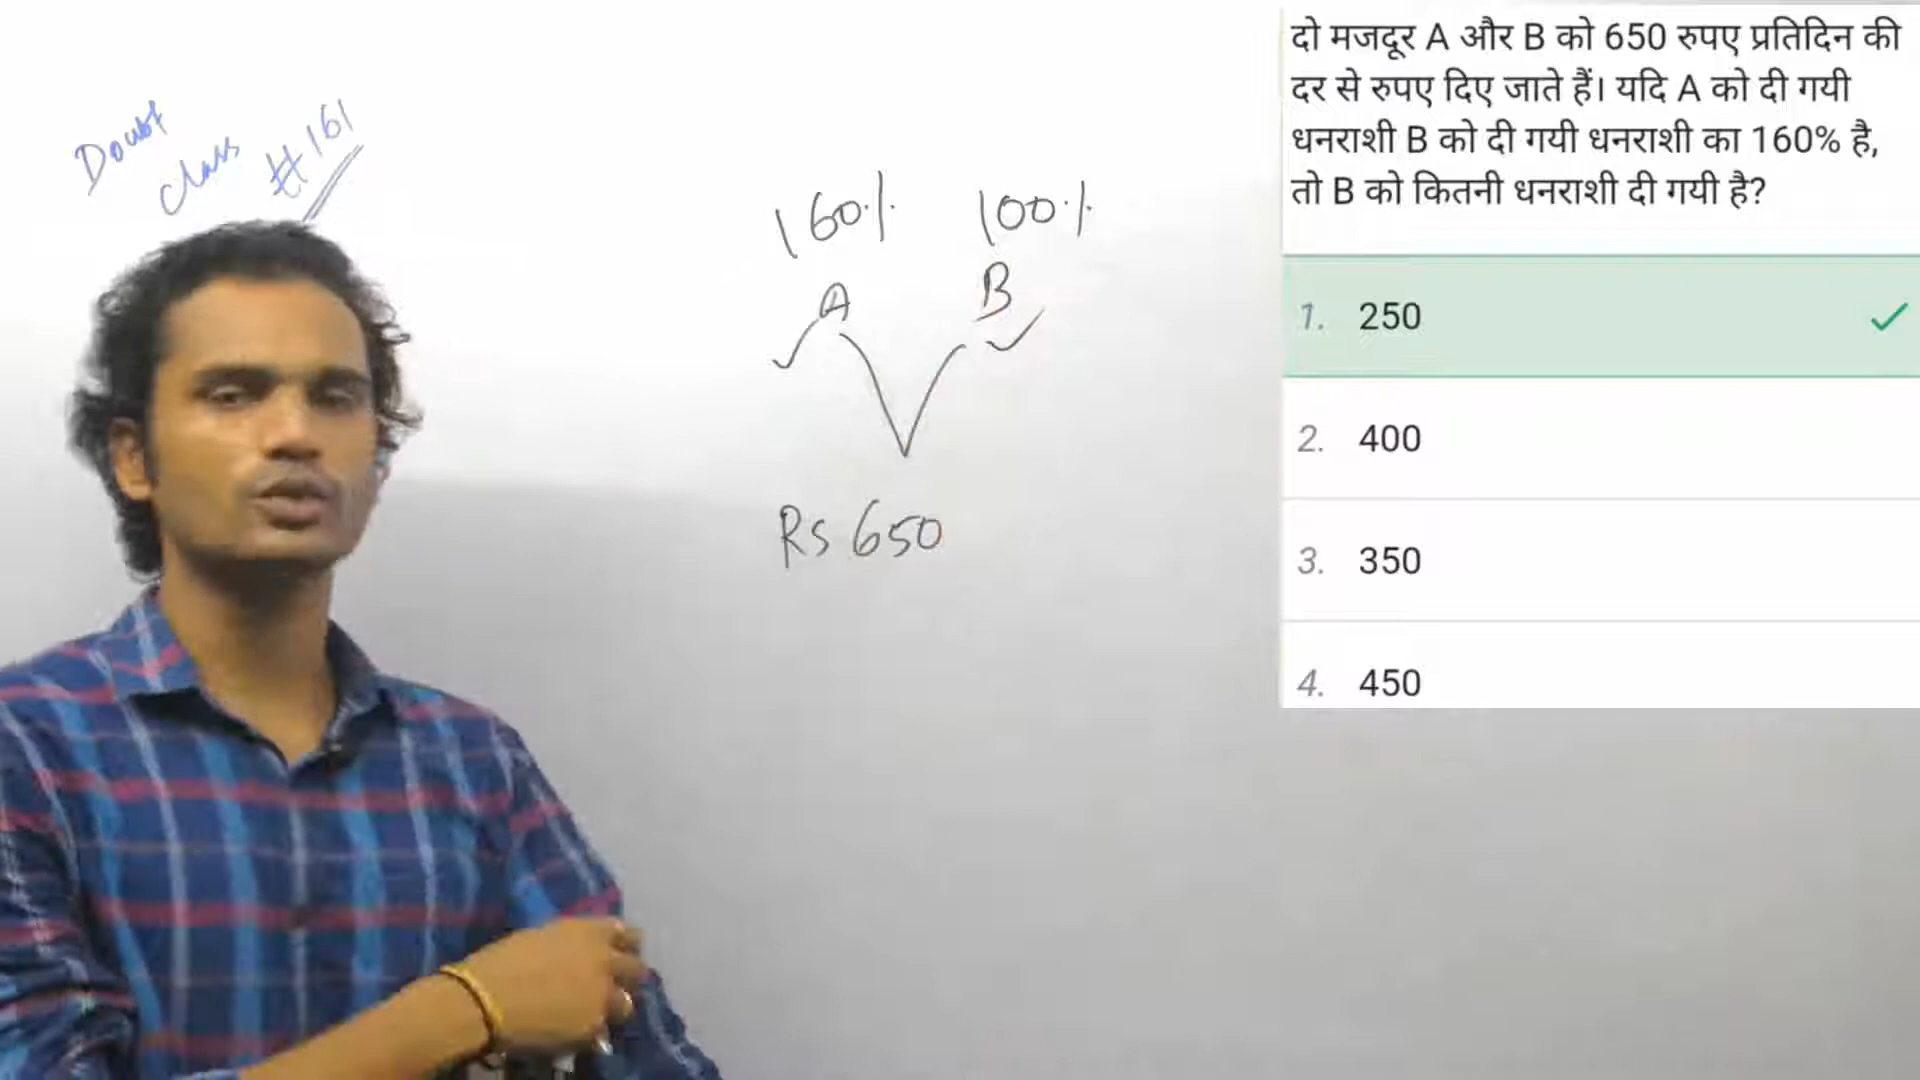 Doubt
Class
#161
160%
100%
A
B
Rs 650
दो मजदूर A और B को 650 रुपए प्रतिदिन की
दर से रुपए दिए जाते हैं। यदि A को दी गयी
धनराशी B को दी गयी धनराशी का 160% है,
तो B को कितनी धनराशी दी गयी है?
1. 250
2. 400
3. 350
4. 450